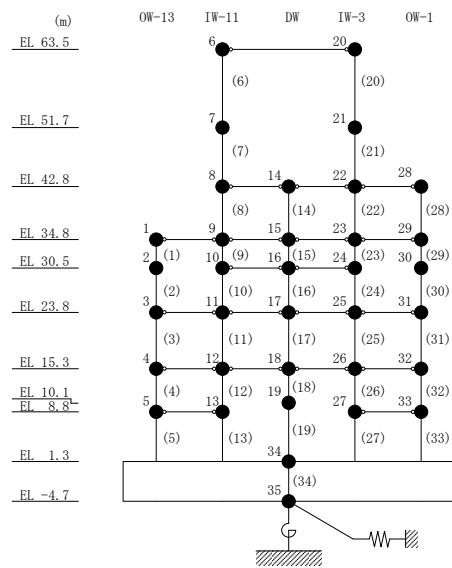 (m) OW-13 IW-11 DW IW-3 OW-1
EL 63.5 6 20
(6) (20)
EL 51.7 7 21
(7) (21)
EL 42.8 8 14 22 28
(8) (14) (22) (28)
EL 34.8 1 9 15 23 29
(1) (9) (15) (23) (29)
EL 30.5 2 10 16 24 30
(2) (10) (16) (24) (30)
EL 23.8 3 11 17 25 31
(3) (11) (17) (25) (31)
EL 15.3 4 12 18 26 32
(4) (12) (18) (26) (32)
EL 10.1 19
EL 8.8 5 13 27 33
(5) (13) (19) (27) (33)
EL 1.3 34
(34)
EL -4.7 35